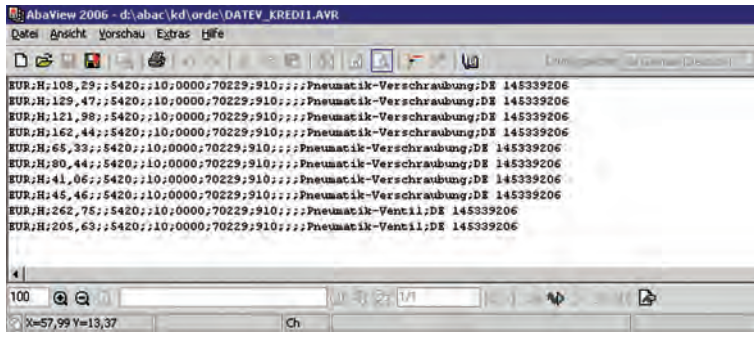 AbaView 2006 - d:\abac\kd\orde\DATEV_KREDI1.AVR
Datei Ansicht Vorschau Extras Hilfe
EUR;H;108,29;;5420;;10;0000;70229;910;;;;Pneumatik-Verschraubung;DE 145339206
EUR;H;129,47;;5420;;10;0000;70229;910;;;;Pneumatik-Verschraubung;DE 145339206
EUR;H;121,98;;5420;;10;0000;70229;910;;;;Pneumatik-Verschraubung;DE 145339206
EUR;H;162,44;;5420;;10;0000;70229;910;;;;Pneumatik-Verschraubung;DE 145339206
EUR;H;65,33;;5420;;10;0000;70229;910;;;;Pneumatik-Verschraubung;DE 145339206
EUR;H;80,44;;5420;;10;0000;70229;910;;;;Pneumatik-Verschraubung;DE 145339206
EUR;H;41,06;;5420;;10;0000;70229;910;;;;Pneumatik-Verschraubung;DE 145339206
EUR;H;45,46;;5420;;10;0000;70229;910;;;;Pneumatik-Verschraubung;DE 145339206
EUR;H;262,75;;5420;;10;0000;70229;910;;;;Pneumatik-Ventil;DE 145339206
EUR;H;205,63;;5420;;10;0000;70229;910;;;;Pneumatik-Ventil;DE 145339206
100 1/1
X=57,99 Y=13,37 Ch